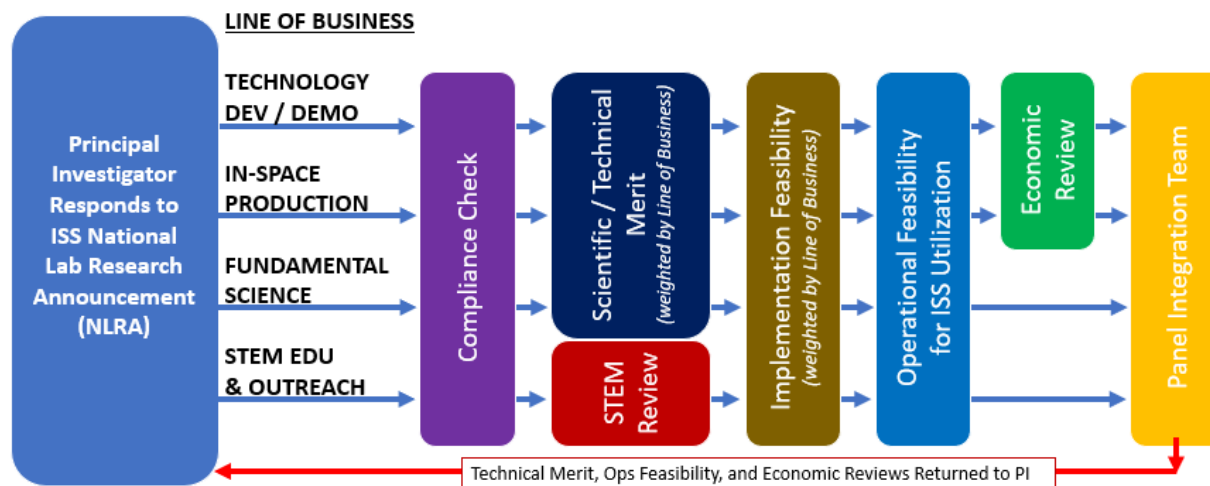 LINE OF BUSINESS
Principal
Investigator
Responds to
ISS National
Lab Research
Announcement
(NLRA)
TECHNOLOGY
DEV / DEMO
IN-SPACE
PRODUCTION
FUNDAMENTAL
SCIENCE
STEM EDU
& OUTREACH
Compliance Check
Scientific / Technical
Merit
(weighted by Line of Business)
STEM
Review
Implementation Feasibility
(weighted by Line of Business)
Operational Feasibility
for ISS Utilization
Economic
Review
Panel Integration Team
Technical Merit, Ops Feasibility, and Economic Reviews Returned to PI